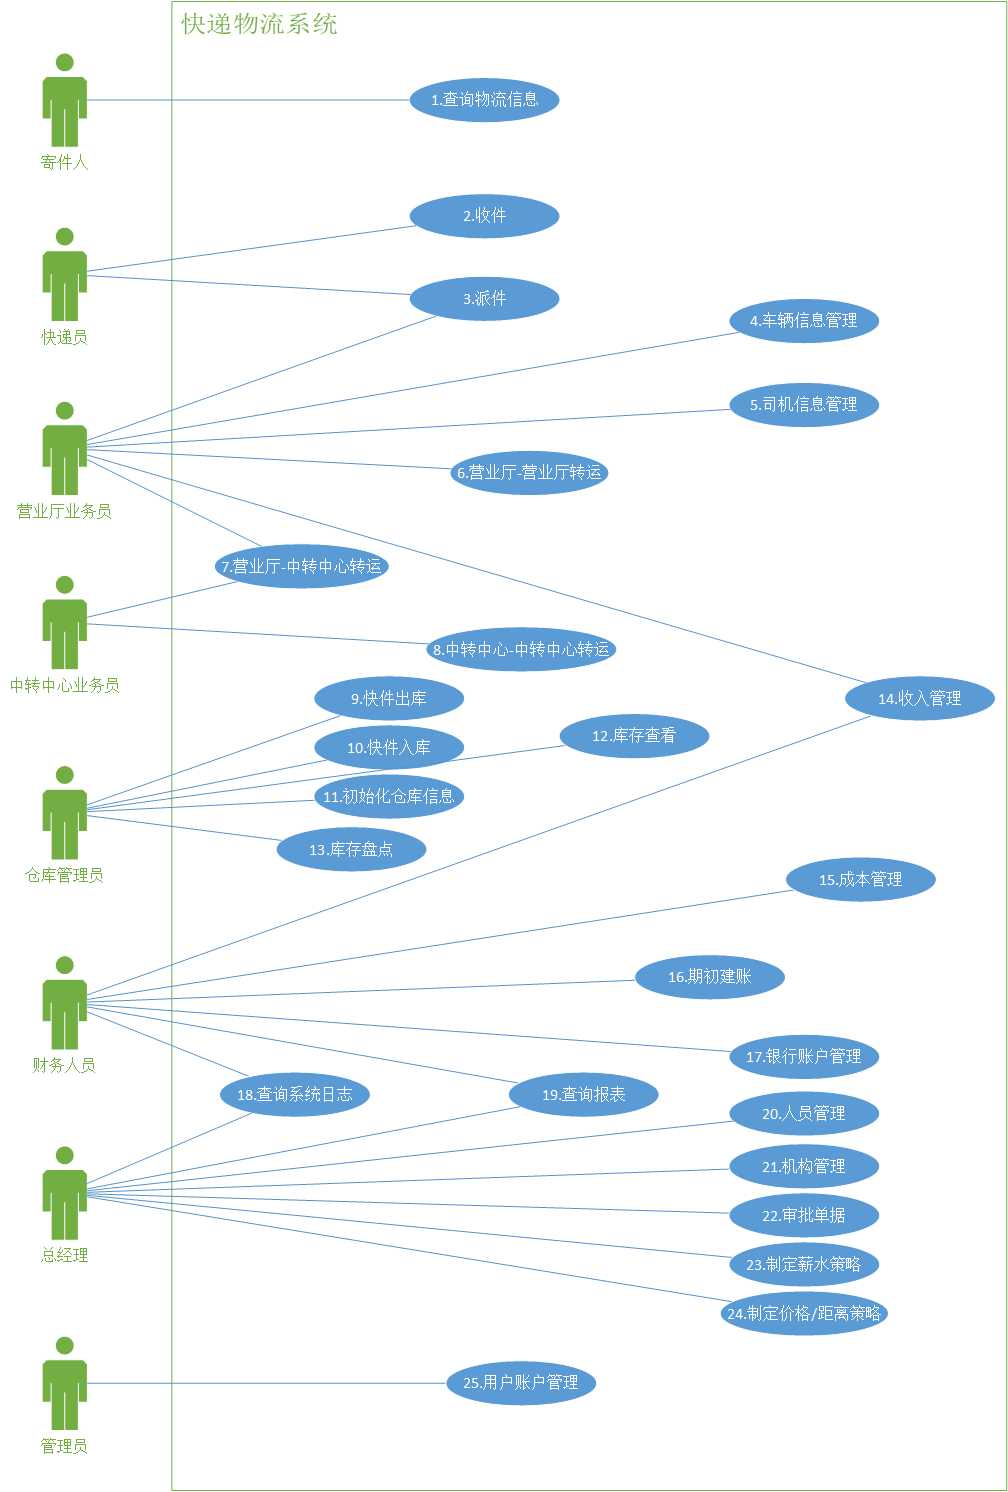 快递物流系统
1.查询物流信息
寄件人
2.收件
3.派件
快递员
4.车辆信息管理
5.司机信息管理
6.营业厅-营业厅转运
营业厅业务员
7.营业厅-中转中心转运
8.中转中心-中转中心转运
中转中心业务员
9.快件出库
14.收入管理
12.库存查看
10.快件入库
11.初始化仓库信息
13.库存盘点
仓库管理员
15.成本管理
16.期初建账
17.银行账户管理
财务人员
18.查询系统日志
19.查询报表
20.人员管理
21.机构管理
22.审批单据
总经理
23.制定薪水策略
24.制定价格/距离策略
25.用户账户管理
管理员